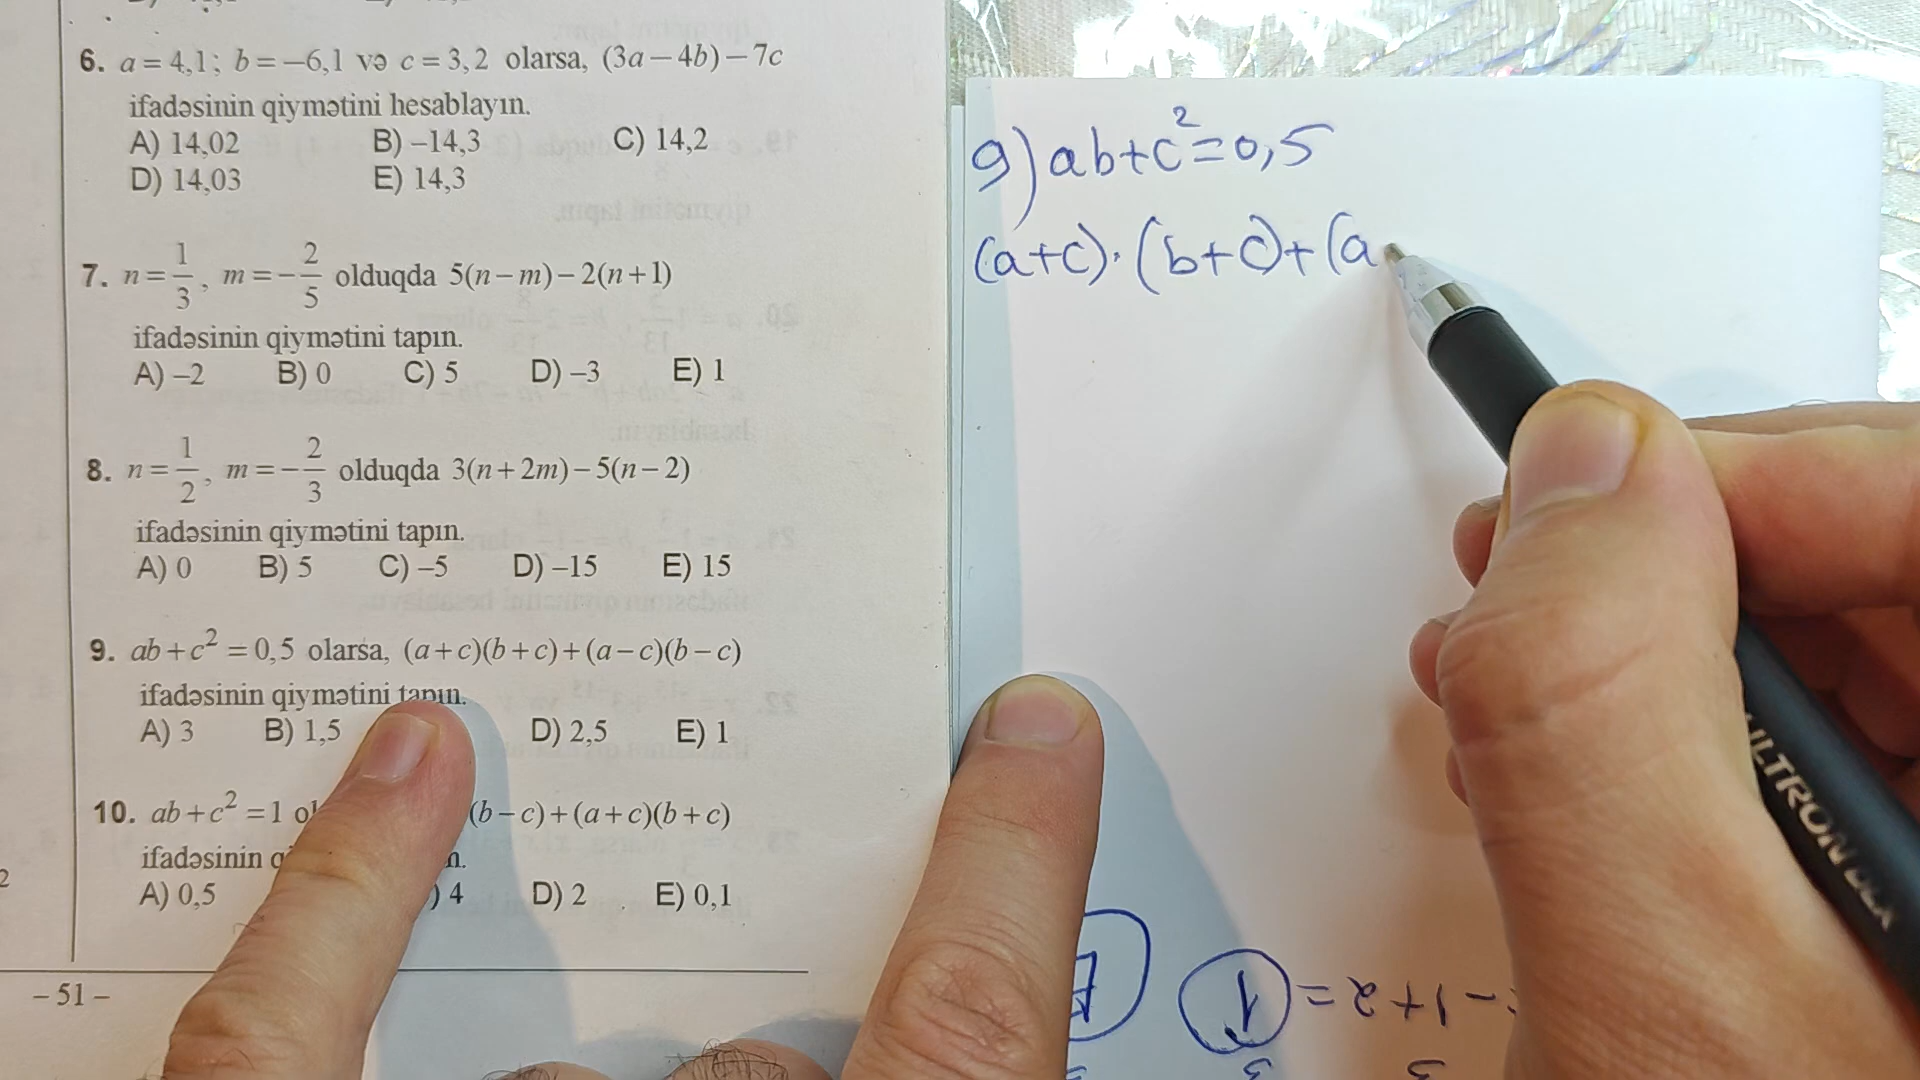 6. a = 4,1; b = –6,1 və c = 3,2 olarsa, (3a – 4b) – 7c
ifadəsinin qiymətini hesablayın.
A) 14,02 B) –14,3 C) 14,2
D) 14,03 E) 14,3
7. n = 1/3, m = –2/5 olduqda 5(n – m) – 2(n + 1)
ifadəsinin qiymətini tapın.
A) –2 B) 0 C) 5 D) –3 E) 1
8. n = 1/2, m = –2/3 olduqda 3(n + 2m) – 5(n – 2)
ifadəsinin qiymətini tapın.
A) 0 B) 5 C) –5 D) –15 E) 15
9. ab + c² = 0,5 olarsa, (a + c)(b + c) + (a – c)(b – c)
ifadəsinin qiymətini tapın.
A) 3 B) 1,5 D) 2,5 E) 1
10. ab + c² = 1 (b – c) + (a + c)(b + c)
ifadəsinin
A) 0,5 ) 4 D) 2 E) 0,1
– 51 –
9) ab+c²=0,5
(a+c)·(b+c)+(a
= –1+2=1